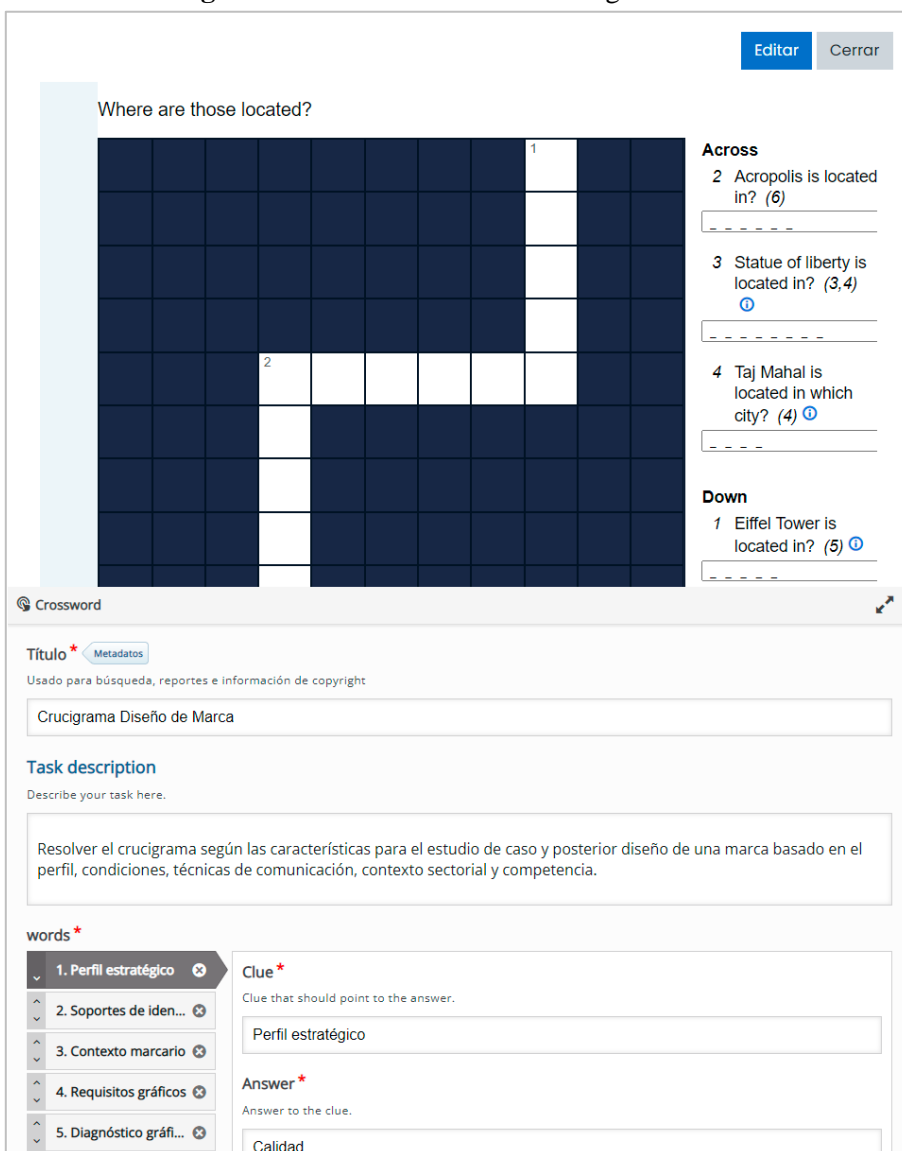 Editar Cerrar
Where are those located?
1
2
Across
2 Acropolis is located
in? (6)
_ _ _ _ _ _
3 Statue of liberty is
located in? (3,4)
_ _ _ _ _ _ _ _
4 Taj Mahal is
located in which
city? (4)
_ _ _ _
Down
1 Eiffel Tower is
located in? (5)
_ _ _ _ _
Crossword
Título * Metadatos
Usado para búsqueda, reportes e información de copyright
Crucigrama Diseño de Marca
Task description
Describe your task here.
Resolver el crucigrama según las características para el estudio de caso y posterior diseño de una marca basado en el
perfil, condiciones, técnicas de comunicación, contexto sectorial y competencia.
words *
1. Perfil estratégico
2. Soportes de iden...
3. Contexto marcario
4. Requisitos gráficos
5. Diagnóstico gráfi...
Clue *
Clue that should point to the answer.
Perfil estratégico
Answer *
Answer to the clue.
Calidad